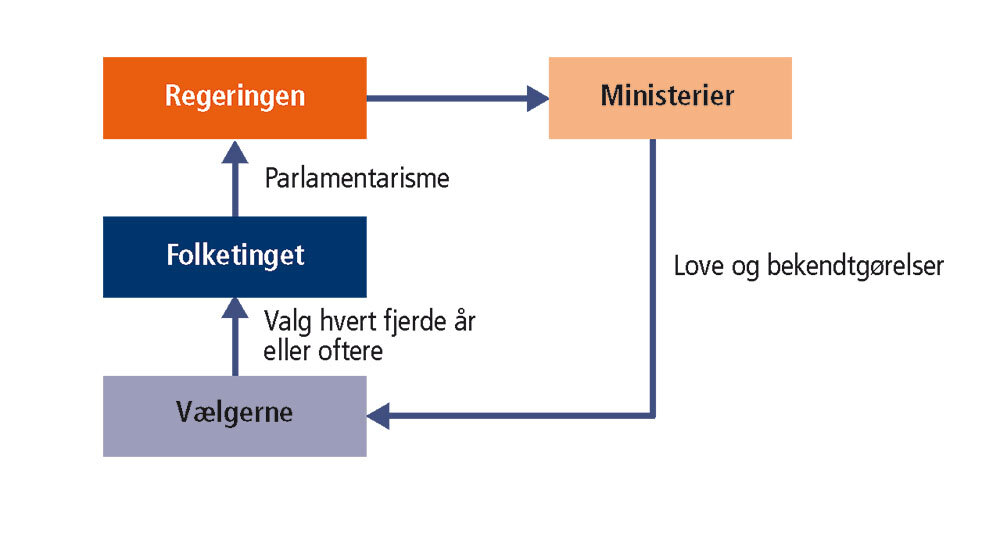 Regeringen
Ministerier
Parlamentarisme
Folketinget
Love og bekendtgørelser
Valg hvert fjerde år
eller oftere
Vælgerne